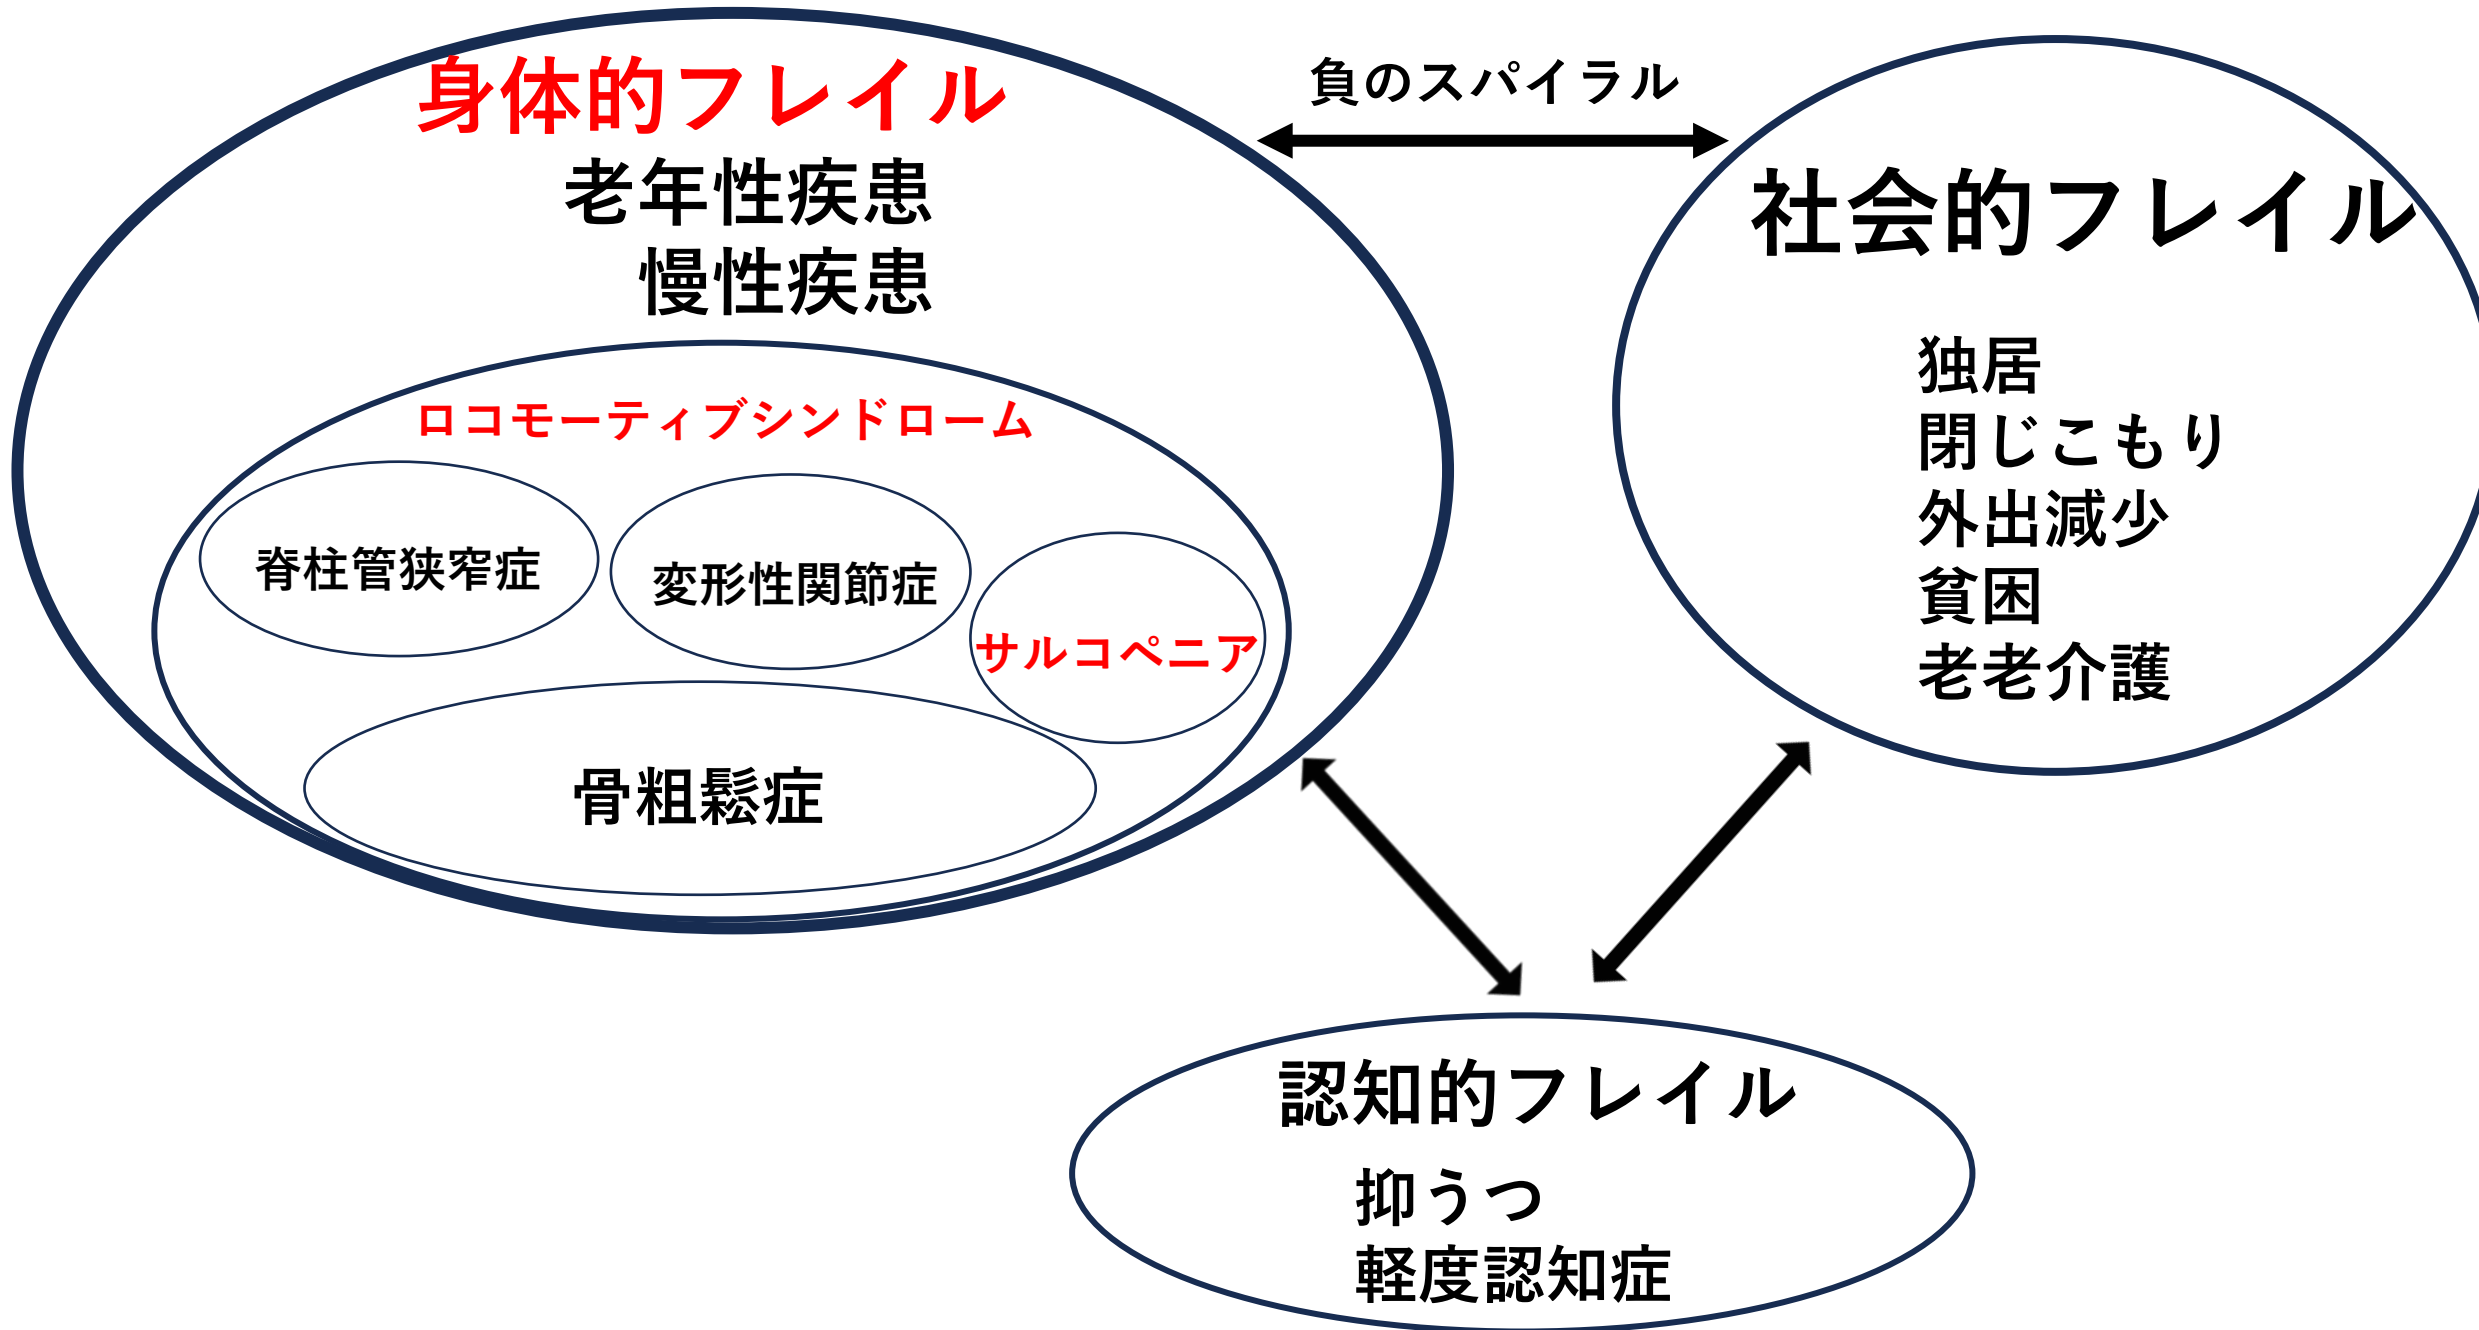 身体的フレイル
老年性疾患
慢性疾患
ロコモーティブシンドローム
脊柱管狭窄症
変形性関節症
サルコペニア
骨粗鬆症
負のスパイラル
社会的フレイル
独居
閉じこもり
外出減少
貧困
老老介護
認知的フレイル
抑うつ
軽度認知症